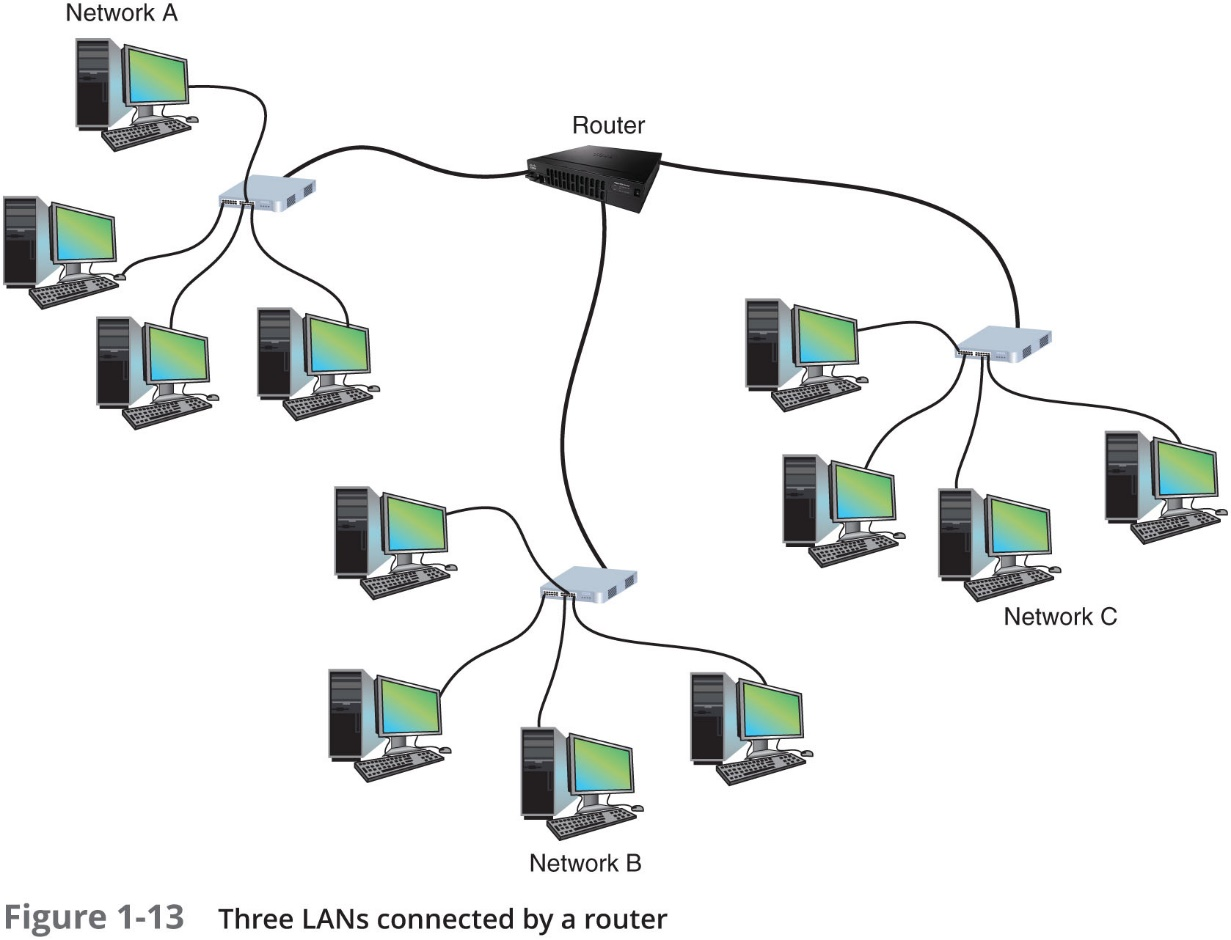 Network A
Router
Network C
Network B
Figure 1-13 Three LANs connected by a router